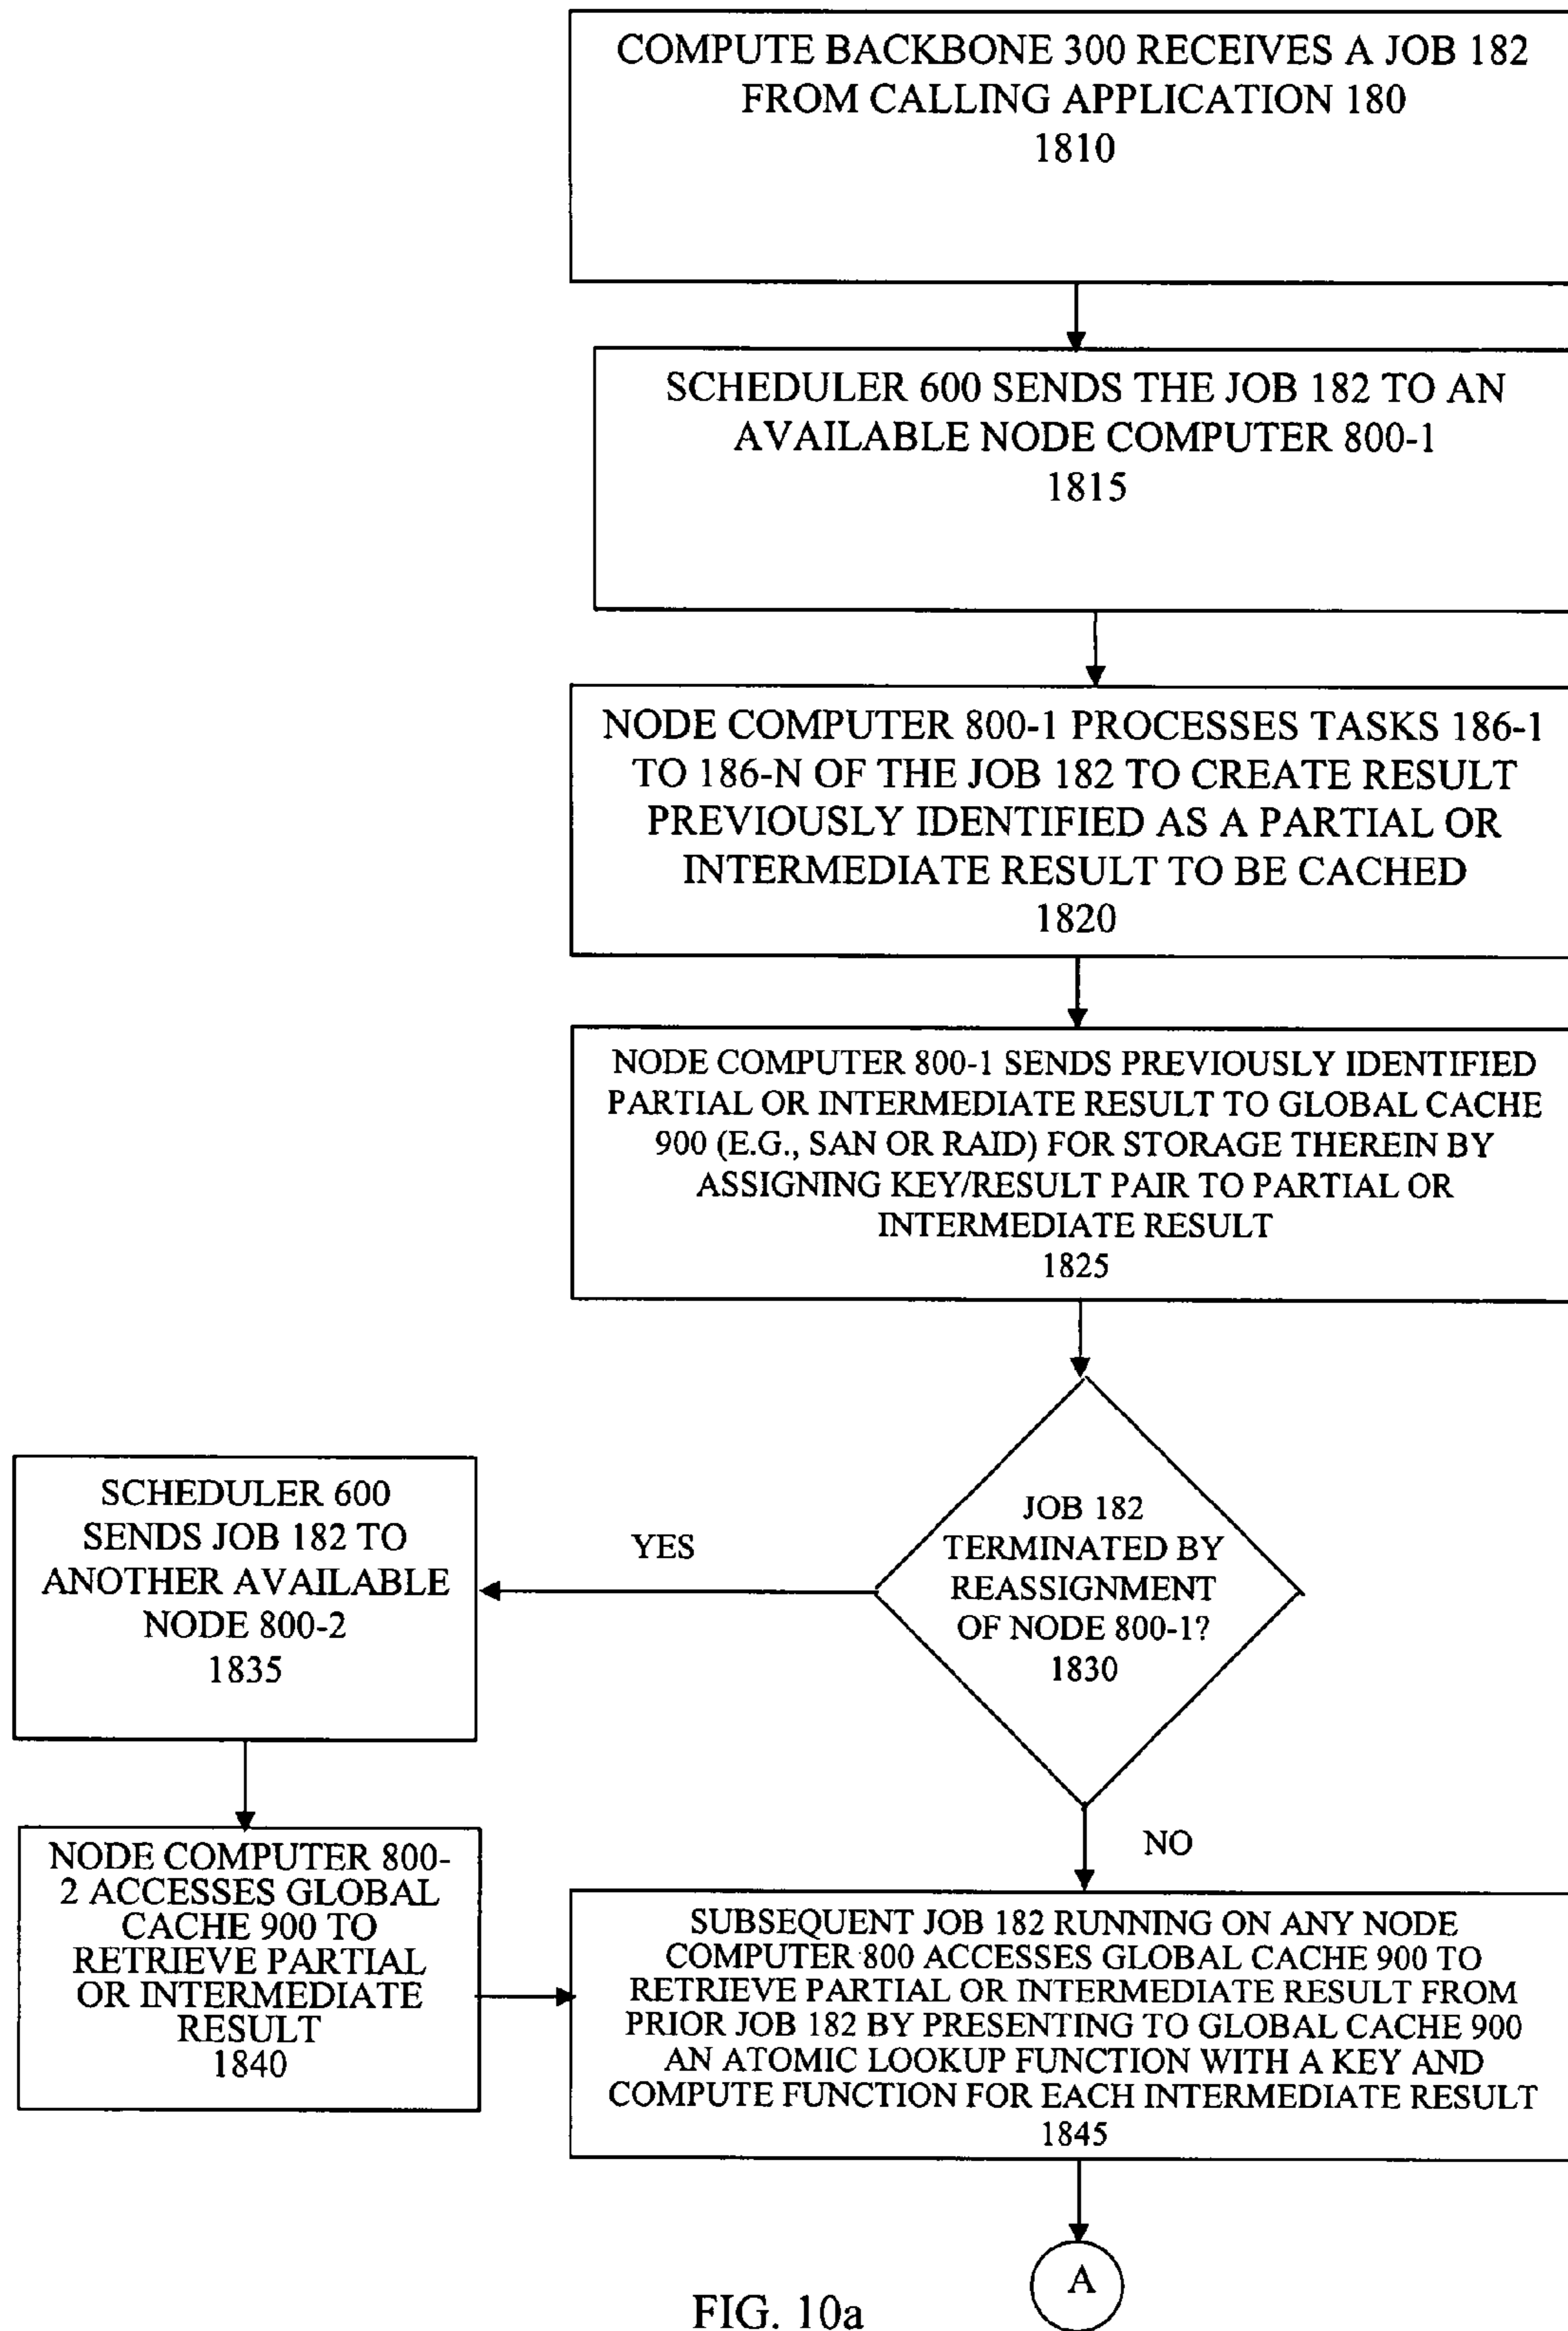 COMPUTE BACKBONE 300 RECEIVES A JOB 182
FROM CALLING APPLICATION 180
1810
SCHEDULER 600 SENDS THE JOB 182 TO AN
AVAILABLE NODE COMPUTER 800-1
1815
NODE COMPUTER 800-1 PROCESSES TASKS 186-1
TO 186-N OF THE JOB 182 TO CREATE RESULT
PREVIOUSLY IDENTIFIED AS A PARTIAL OR
INTERMEDIATE RESULT TO BE CACHED
1820
NODE COMPUTER 800-1 SENDS PREVIOUSLY IDENTIFIED
PARTIAL OR INTERMEDIATE RESULT TO GLOBAL CACHE
900 (E.G., SAN OR RAID) FOR STORAGE THEREIN BY
ASSIGNING KEY/RESULT PAIR TO PARTIAL OR
INTERMEDIATE RESULT
1825
JOB 182
TERMINATED BY
REASSIGNMENT
OF NODE 800-1?
1830
YES
SCHEDULER 600
SENDS JOB 182 TO
ANOTHER AVAILABLE
NODE 800-2
1835
NODE COMPUTER 800-
2 ACCESSES GLOBAL
CACHE 900 TO
RETRIEVE PARTIAL
OR INTERMEDIATE
RESULT
1840
NO
SUBSEQUENT JOB 182 RUNNING ON ANY NODE
COMPUTER 800 ACCESSES GLOBAL CACHE 900 TO
RETRIEVE PARTIAL OR INTERMEDIATE RESULT FROM
PRIOR JOB 182 BY PRESENTING TO GLOBAL CACHE 900
AN ATOMIC LOOKUP FUNCTION WITH A KEY AND
COMPUTE FUNCTION FOR EACH INTERMEDIATE RESULT
1845
A
FIG. 10a